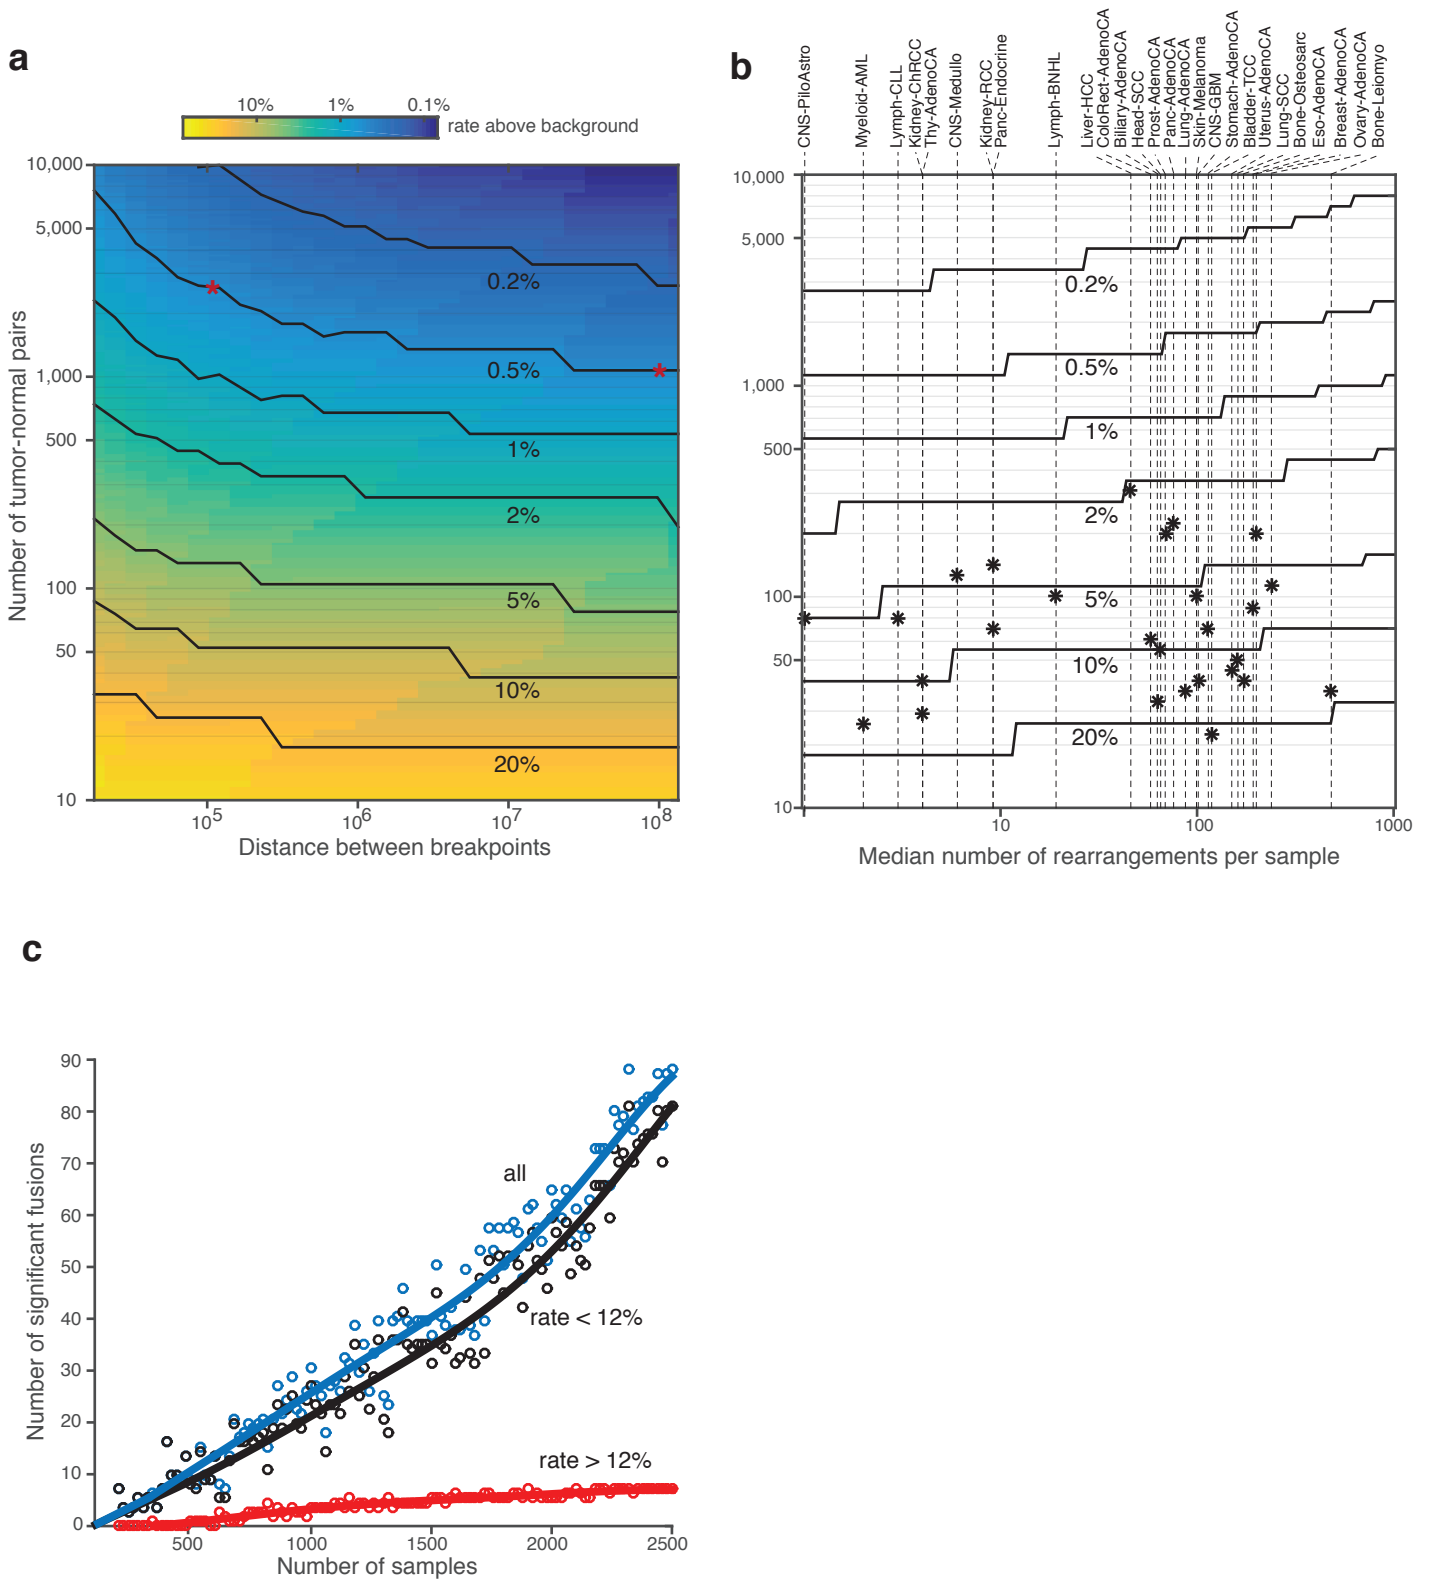 a
10%
1%
0.1%
rate above background
10,000
5,000
1,000
500
100
50
10
Number of tumor-normal pairs
0.2%
0.5%
1%
2%
5%
10%
20%
10^5
10^6
10^7
10^8
Distance between breakpoints
b
CNS-PiloAstro
Myeloid-AML
Lymph-CLL
Kidney-ChRCC
Thy-AdenoCA
CNS-Medullo
Kidney-RCC
Panc-Endocrine
Lymph-BNHL
Liver-HCC
ColoRect-AdenoCA
Biliary-AdenoCA
Head-SCC
Prost-AdenoCA
Panc-AdenoCA
Lung-AdenoCA
Skin-Melanoma
CNS-GBM
Stomach-AdenoCA
Bladder-TCC
Uterus-AdenoCA
Lung-SCC
Bone-Osteosarc
Eso-AdenoCA
Breast-AdenoCA
Ovary-AdenoCA
Bone-Leiomyo
10,000
5,000
1,000
500
100
50
10
0.2%
0.5%
1%
2%
5%
10%
20%
10
100
1000
Median number of rearrangements per sample
c
90
80
70
60
50
40
30
20
10
0
Number of significant fusions
all
rate < 12%
rate > 12%
500
1000
1500
2000
2500
Number of samples